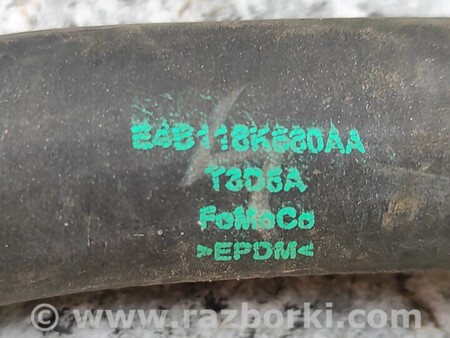 E4B118K580AA
T3D5A
FoMoCo
>EPDM<
© www.razborki.com